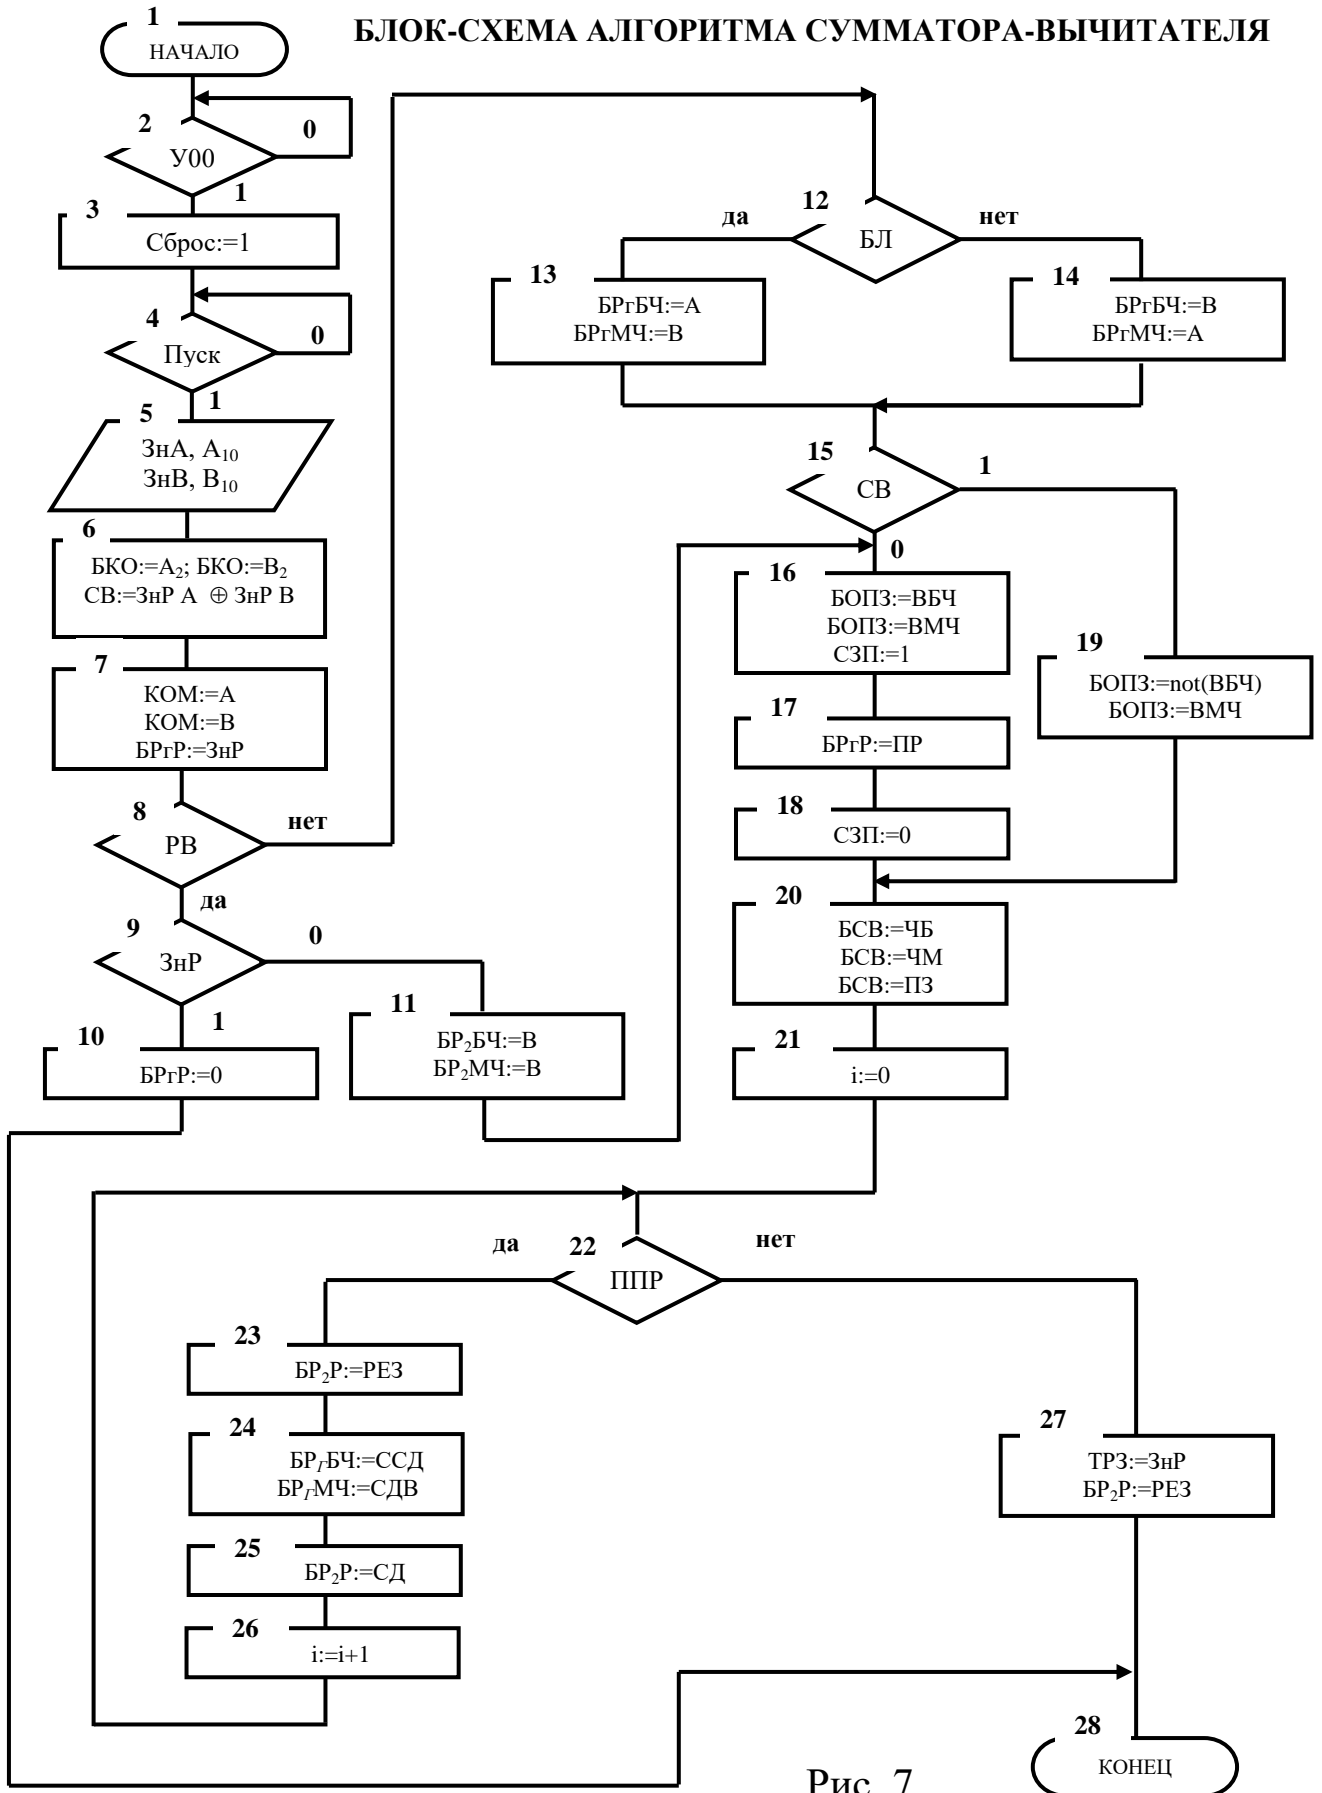 БЛОК-СХЕМА АЛГОРИТМА СУММАТОРА-ВЫЧИТАТЕЛЯ
1
НАЧАЛО
2
У00
0
1
3
Сброс:=1
4
Пуск
0
1
5
ЗнА, А₁₀
ЗнВ, В₁₀
6
БКО:=А₂; БКО:=В₂
СВ:=ЗнР А ⊕ ЗнР В
7
КОМ:=А
КОМ:=В
БРгР:=ЗнР
8
РВ
нет
да
9
ЗнР
0
1
10
БРгР:=0
11
БР₂БЧ:=В
БР₂МЧ:=В
12
БЛ
да
нет
13
БРгБЧ:=А
БРгМЧ:=В
14
БРгБЧ:=В
БРгМЧ:=А
15
СВ
1
0
16
БОПЗ:=ВБЧ
БОПЗ:=ВМЧ
СЗП:=1
17
БРгР:=ПР
18
СЗП:=0
19
БОПЗ:=not(ВБЧ)
БОПЗ:=ВМЧ
20
БСВ:=ЧБ
БСВ:=ЧМ
БСВ:=ПЗ
21
i:=0
22
ППР
да
нет
23
БР₂Р:=РЕЗ
24
БРГБЧ:=ССД
БРГМЧ:=СДВ
25
БР₂Р:=СД
26
i:=i+1
27
ТРЗ:=ЗнР
БР₂Р:=РЕЗ
28
КОНЕЦ
Рис. 7